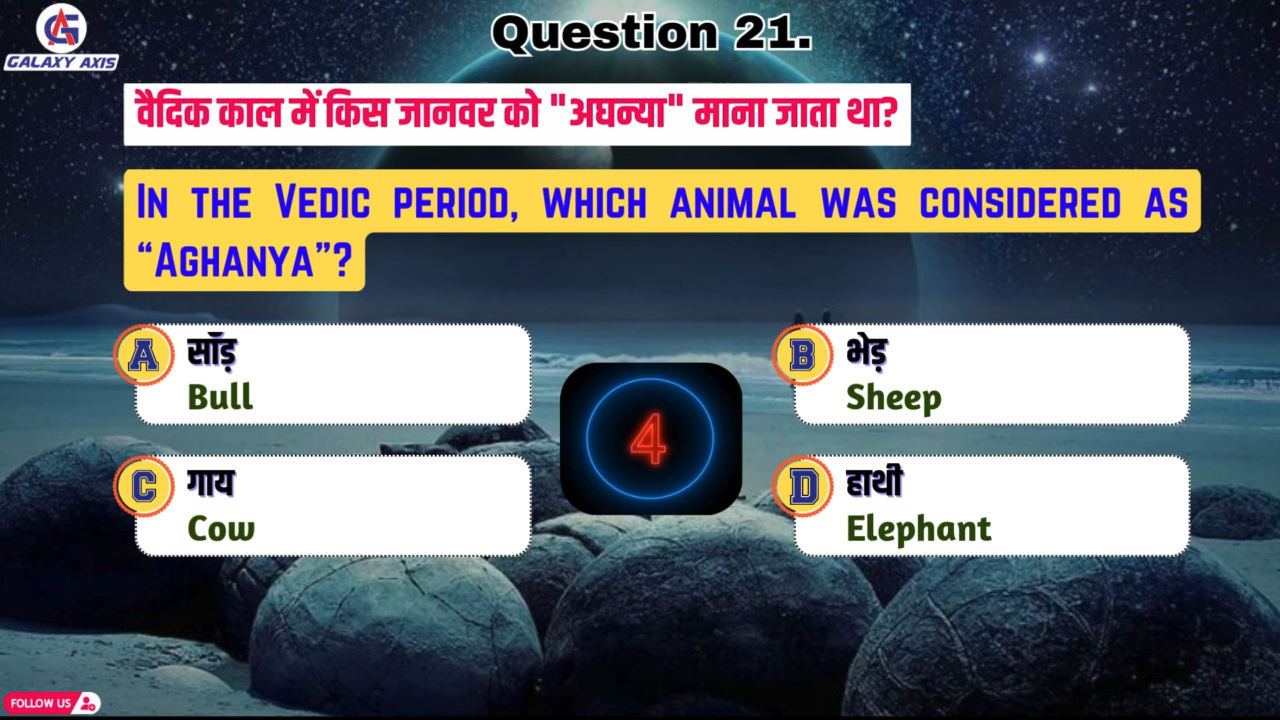 GALAXY AXIS
Question 21.
वैदिक काल में किस जानवर को "अघन्या" माना जाता था?
In the Vedic period, which animal was considered as
“Aghanya”?
A
साँड़
Bull
B
भेड़
Sheep
4
C
गाय
Cow
D
हाथी
Elephant
FOLLOW US